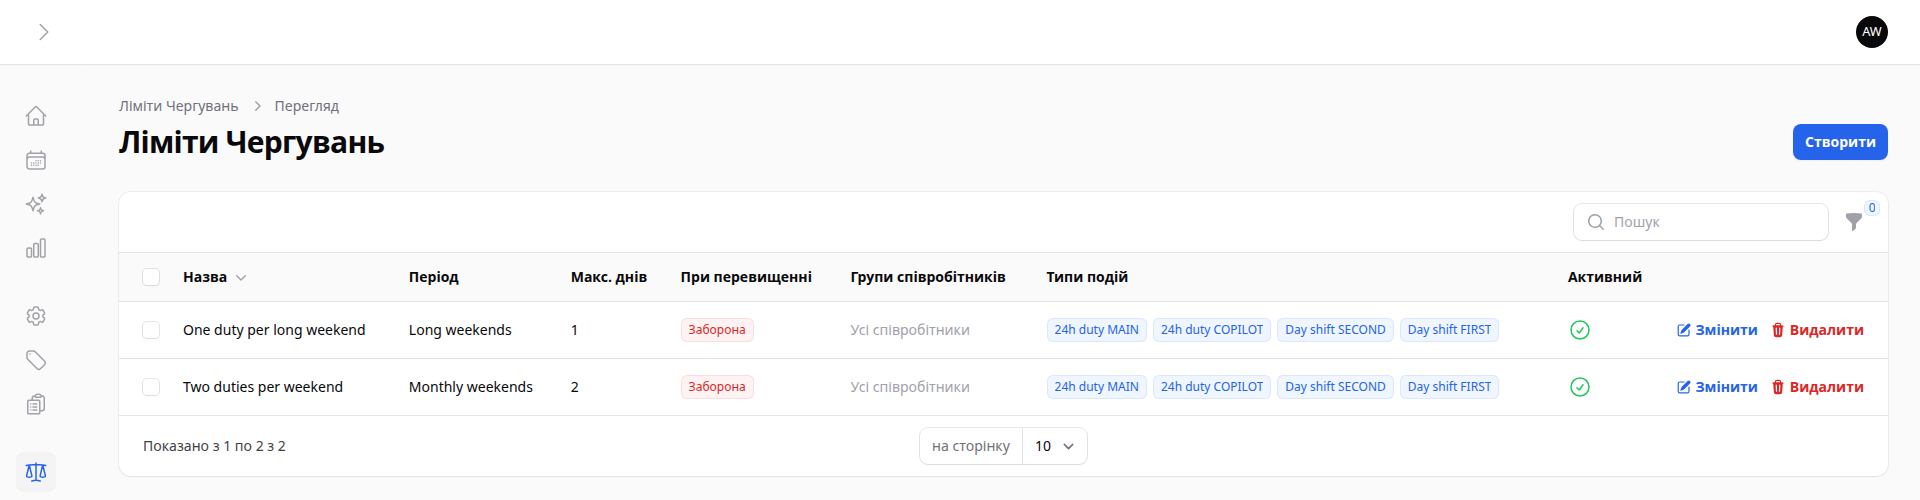 AW
Ліміти Чергувань > Перегляд
Ліміти Чергувань
Створити
Пошук 0
Назва Період Макс. днів При перевищенні Групи співробітників Типи подій Активний
One duty per long weekend Long weekends 1 Заборона Усі співробітники 24h duty MAIN 24h duty COPILOT Day shift SECOND Day shift FIRST Змінити Видалити
Two duties per weekend Monthly weekends 2 Заборона Усі співробітники 24h duty MAIN 24h duty COPILOT Day shift SECOND Day shift FIRST Змінити Видалити
Показано з 1 по 2 з 2 на сторінку 10